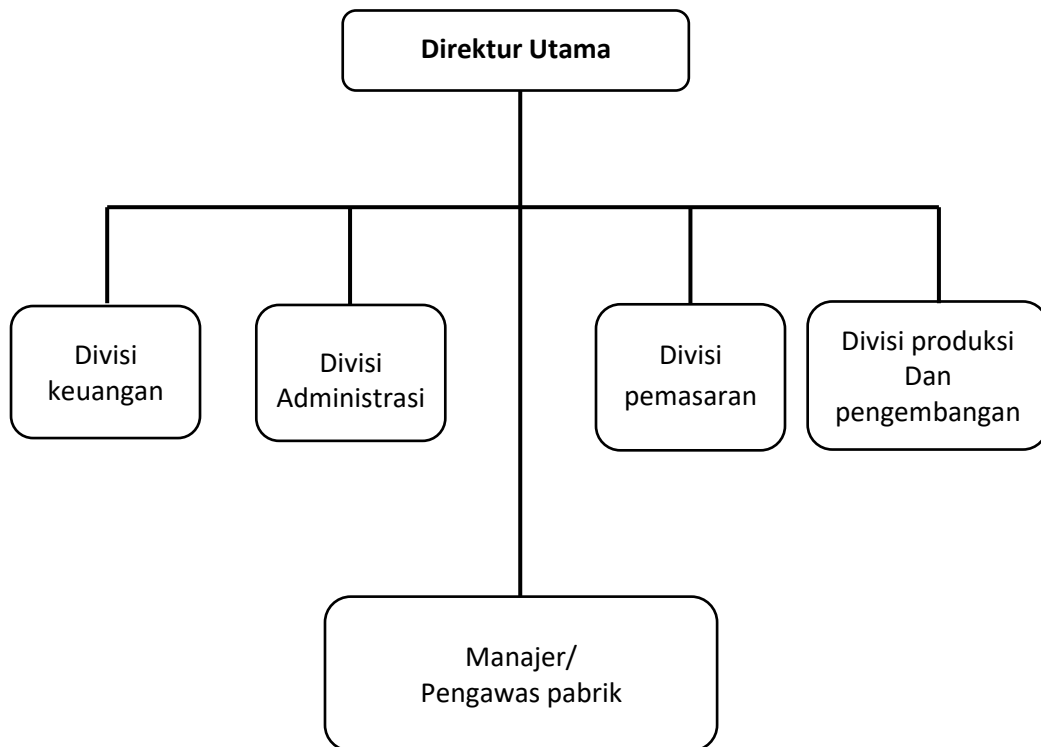 Direktur Utama
Divisi
keuangan
Divisi
Administrasi
Divisi
pemasaran
Divisi produksi
Dan
pengembangan
Manajer/
Pengawas pabrik